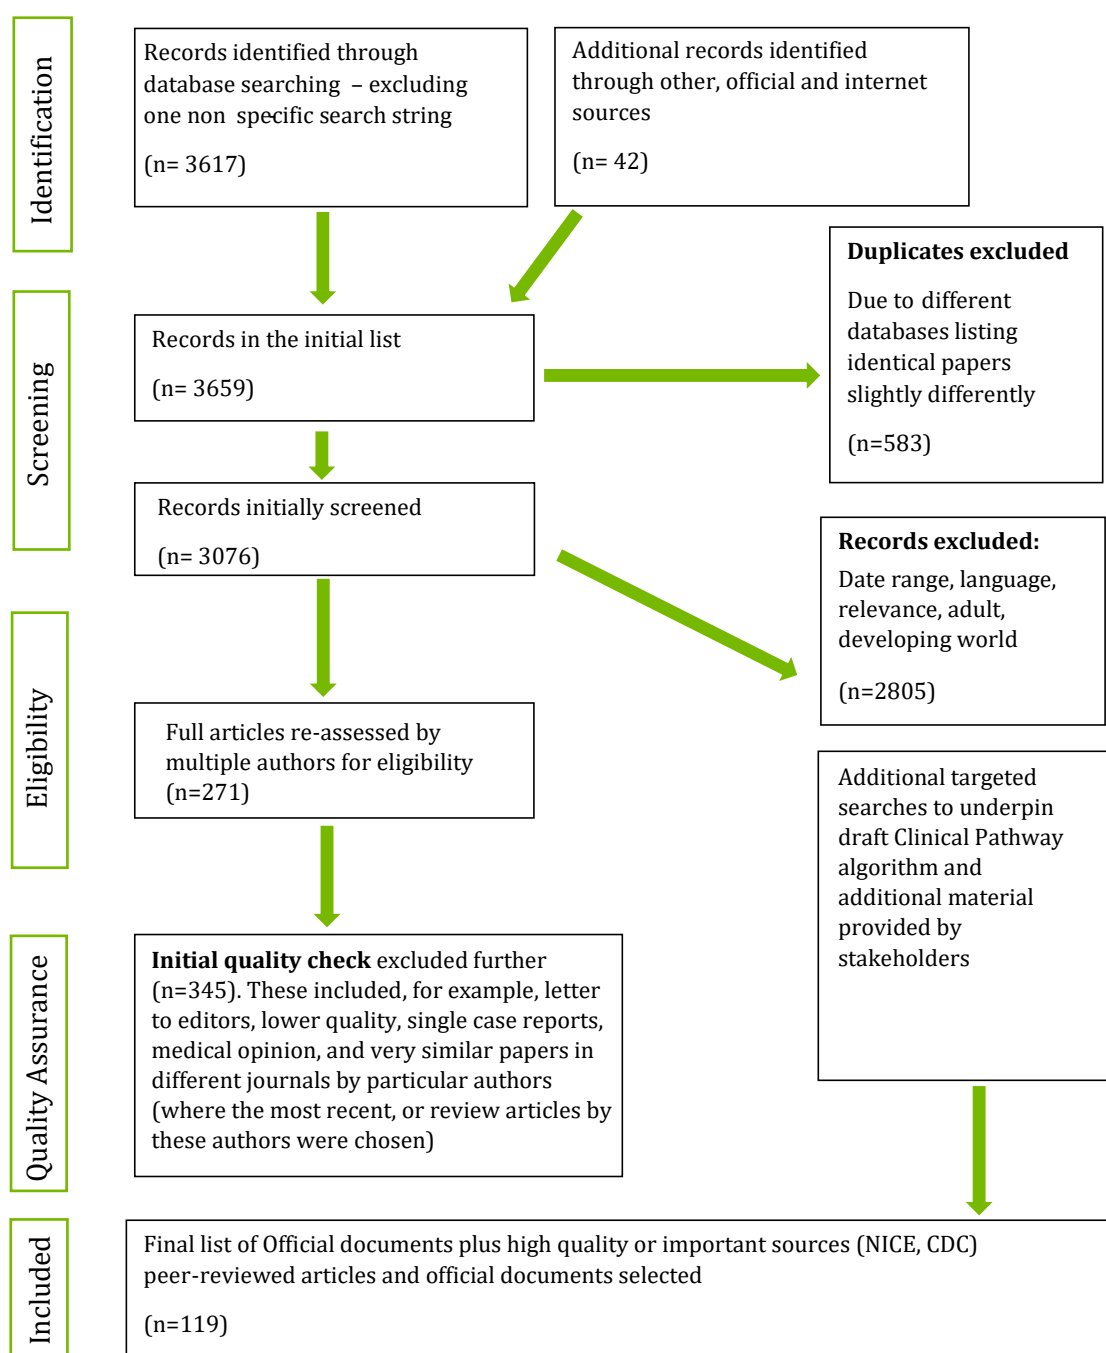 Identification
Records identified through
database searching – excluding
one non spe-cific search string
(n= 3617)
Additional records identified
through other, official and internet
sources
(n= 42)
Duplicates excluded
Due to different
databases listing
identical papers
slightly differently
(n=583)
Screening
Records in the initial list
(n= 3659)
Records initially screened
(n= 3076)
Records excluded:
Date range, language,
relevance, adult,
developing world
(n=2805)
Eligibility
Full articles re-assessed by
multiple authors for eligibility
(n=271)
Additional targeted
searches to underpin
draft Clinical Pathway
algorithm and
additional material
provided by
stakeholders
Quality Assurance
Initial quality check excluded further
(n=345). These included, for example, letter
to editors, lower quality, single case reports,
medical opinion, and very similar papers in
different journals by particular authors
(where the most recent, or review articles by
these authors were chosen)
Included
Final list of Official documents plus high quality or important sources (NICE, CDC)
peer-reviewed articles and official documents selected
(n=119)